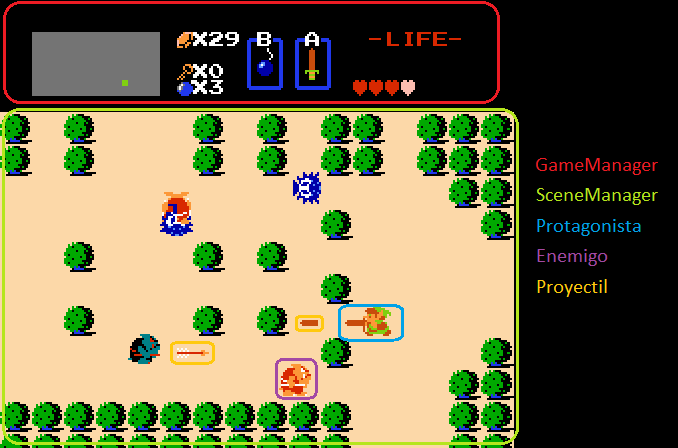 X29 B A -LIFE-
X0
X3
GameManager
SceneManager
Protagonista
Enemigo
Proyectil